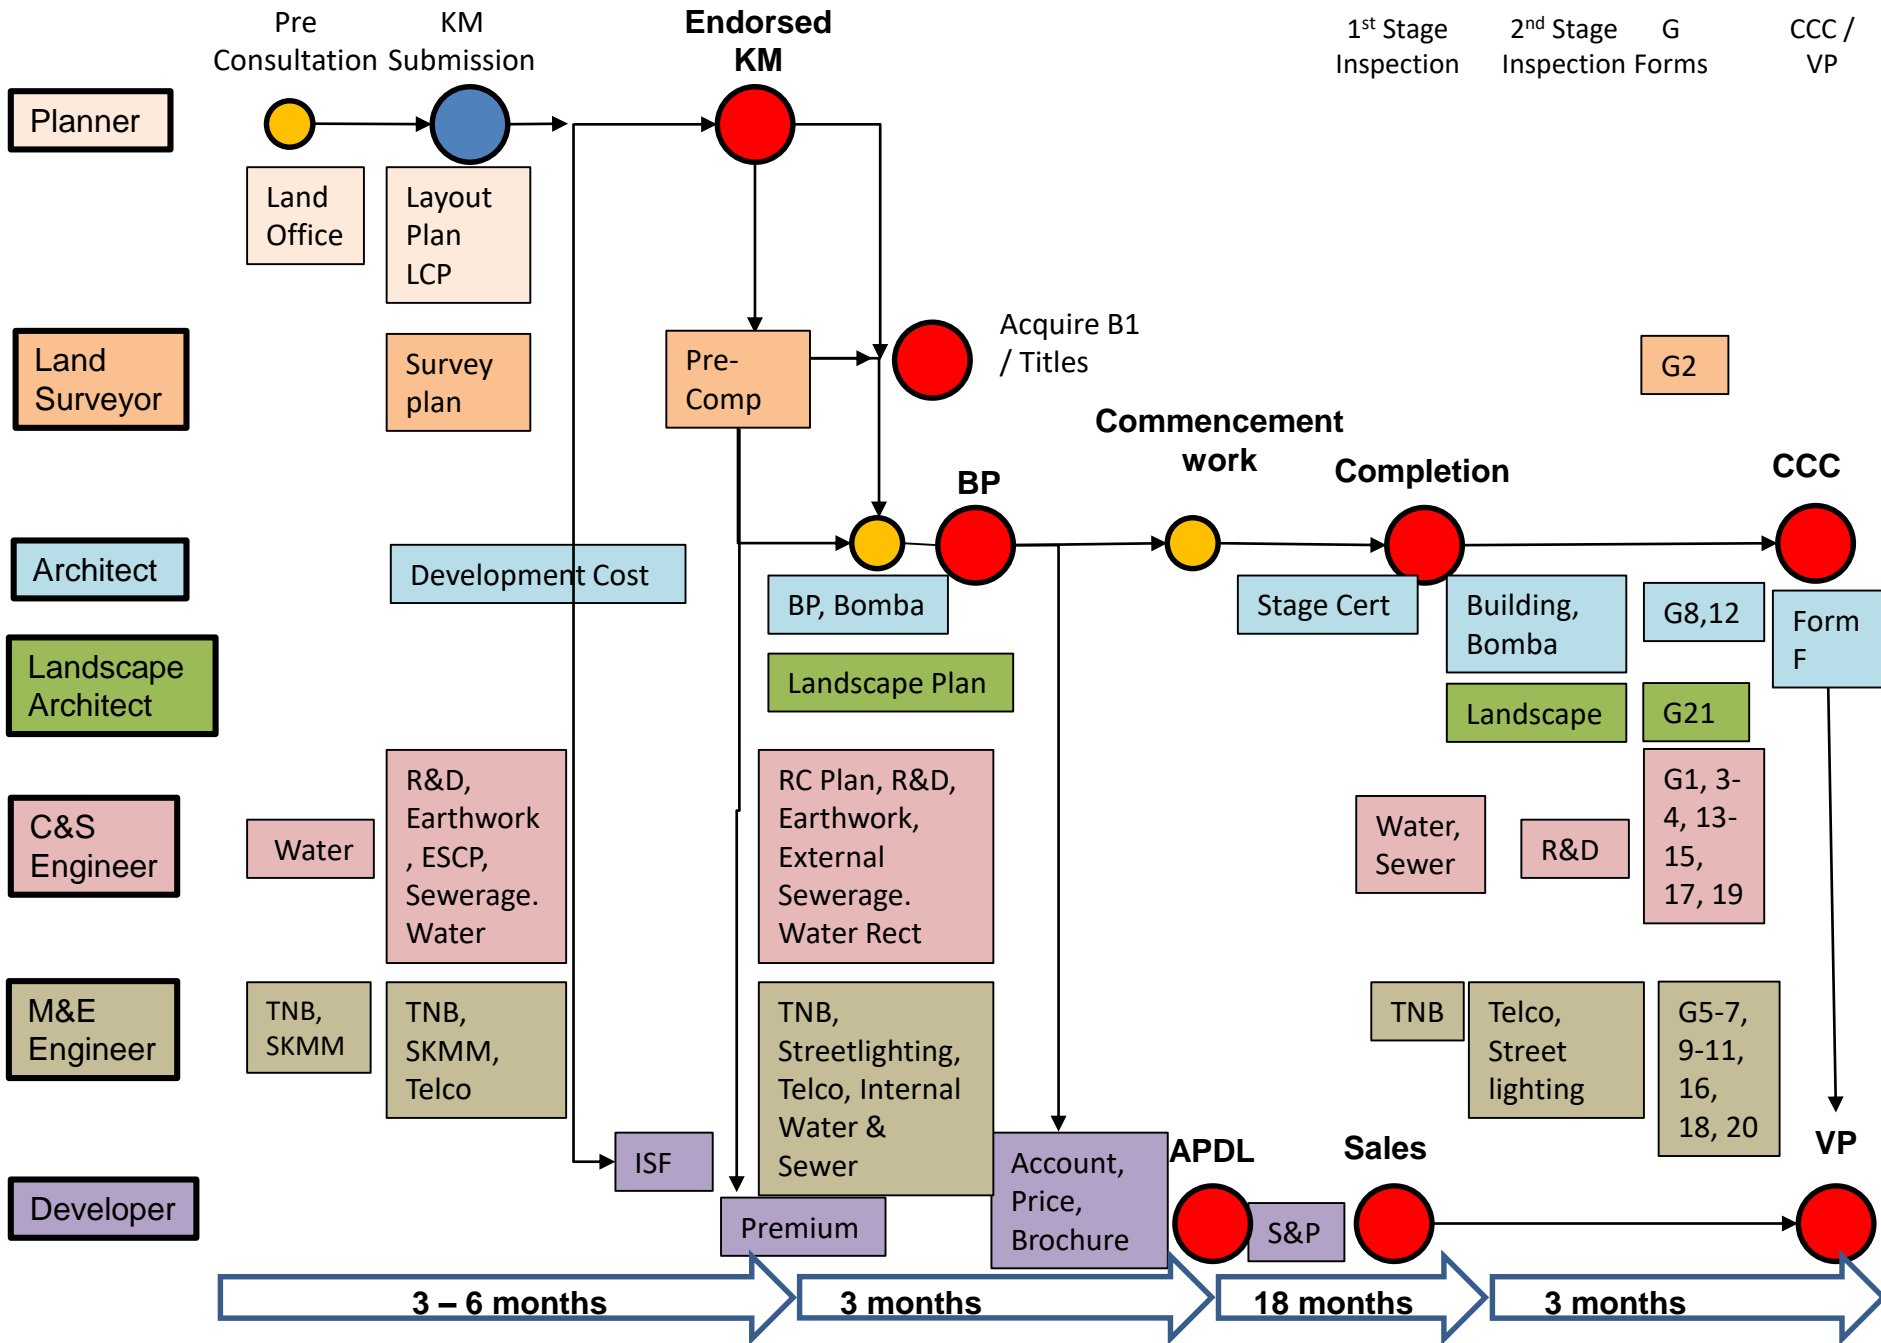 Pre
Consultation
KM
Submission
Endorsed
KM
1st Stage
Inspection
2nd Stage
Inspection
G
Forms
CCC /
VP
Planner
Land
Office
Layout
Plan
LCP
Land
Surveyor
Survey
plan
Pre-
Comp
Acquire B1
/ Titles
G2
Commencement
work
BP
Completion
CCC
Architect
Development Cost
BP, Bomba
Stage Cert
Building,
Bomba
G8,12
Form
F
Landscape
Architect
Landscape Plan
Landscape
G21
C&S
Engineer
Water
R&D,
Earthwork
, ESCP,
Sewerage.
Water
RC Plan, R&D,
Earthwork,
External
Sewerage.
Water Rect
Water,
Sewer
R&D
G1, 3-
4, 13-
15,
17, 19
M&E
Engineer
TNB,
SKMM
TNB,
SKMM,
Telco
TNB,
Streetlighting,
Telco, Internal
Water &
Sewer
TNB
Telco,
Street
lighting
G5-7,
9-11,
16,
18, 20
Developer
ISF
Premium
Account,
Price,
Brochure
APDL
S&P
Sales
VP
3 – 6 months
3 months
18 months
3 months